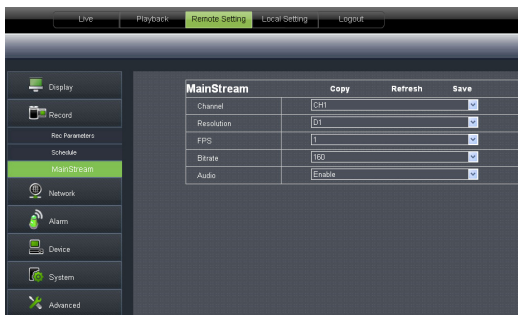 Live Playback Remote Setting Local Setting Logout
Display
Record
Rec Parameters
Schedule
MainStream
Network
Alarm
Device
System
Advanced
MainStream Copy Refresh Save
Channel CH1
Resolution D1
FPS 1
Bitrate 160
Audio Enable